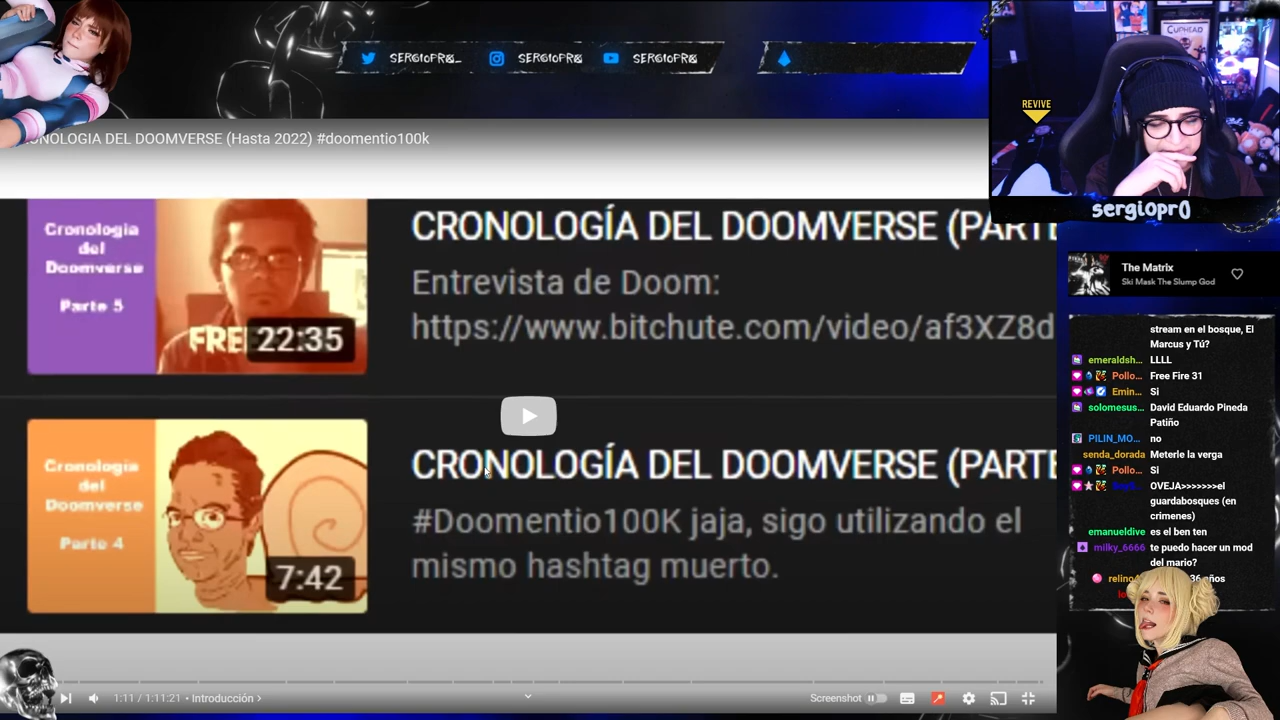 SERGIOPR0_
SERGIOPR0
SERGIOPR0
CUPHEAD
REVIVE
DEL DOOMVERSE (Hasta 2022) #doomentio100k
sergiopr0
The Matrix
Ski Mask The Slump God
Cronologia
del
Doomverse
Parte 5
FRE
22:35
CRONOLOGÍA DEL DOOMVERSE (PARTE
Entrevista de Doom:
https://www.bitchute.com/video/af3XZ8d
Cronologia
del
Doomverse
Parte 4
7:42
CRONOLOGÍA DEL DOOMVERSE (PARTE
#Doomentio100K jaja, sigo utilizando el
mismo hashtag muerto.
stream en el bosque, El
Marcus y Tú?
emeraldsh... LLLL
Pollo... Free Fire 31
Emin... Si
solomesus... David Eduardo Pineda
Patiño
PILIN_MO... no
senda_dorada Meterle la verga
Pollo... Si
OVEJA>>>>>>>el
guardabosques (en
crimenes)
emanueldive es el ben ten
milky_6666 te puedo hacer un mod
del mario?
36 años
1:11 / 1:11:21 • Introducción >
Screenshot